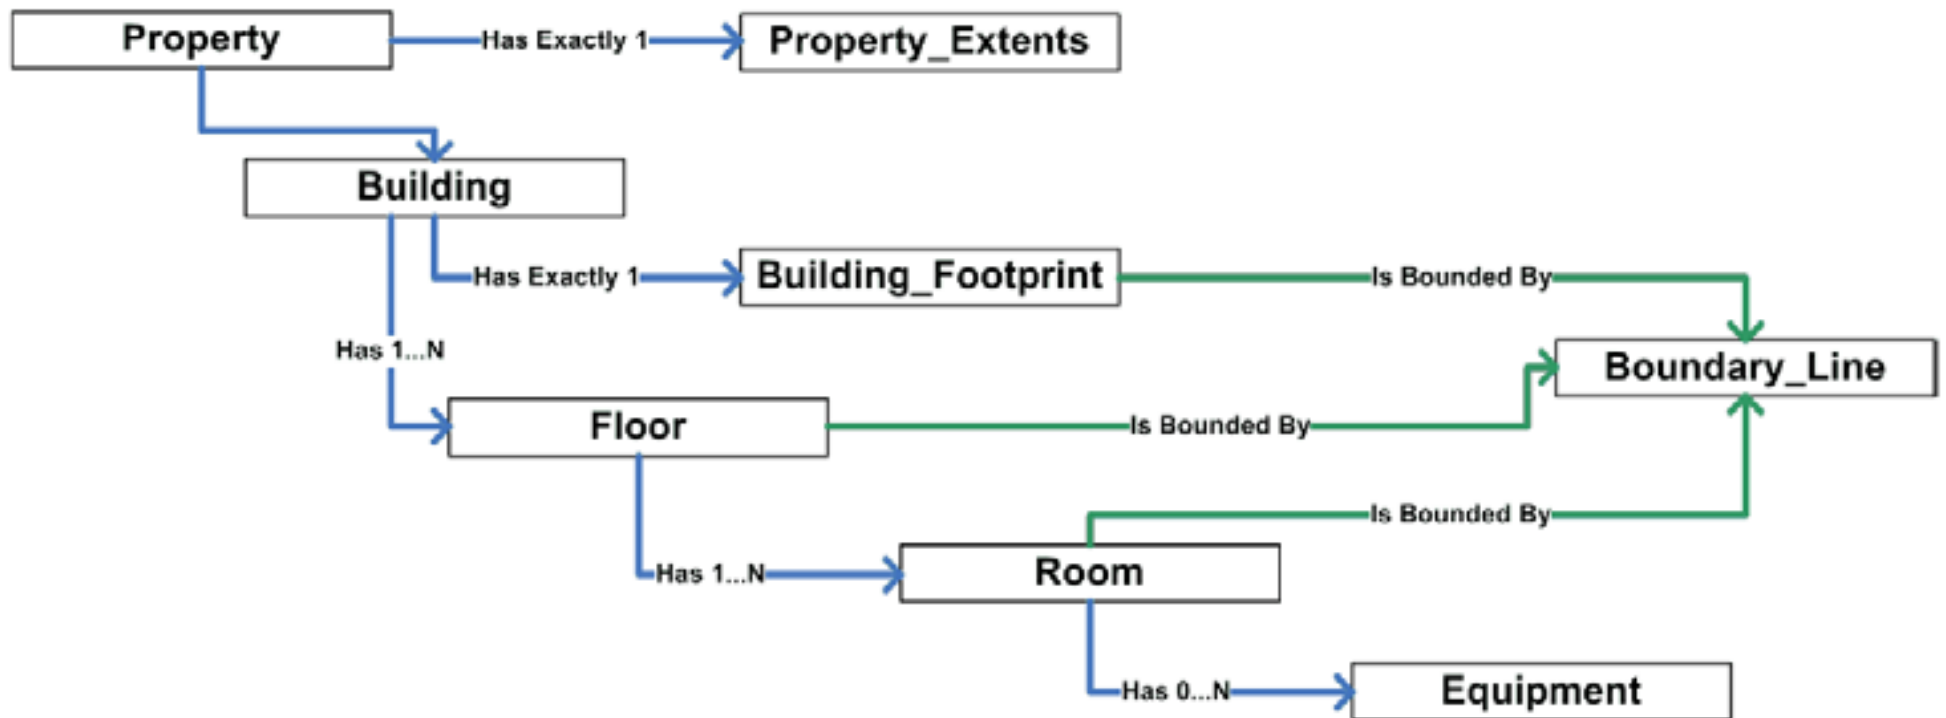 Property
Has Exactly 1
Property_Extents
Building
Has Exactly 1
Building_Footprint
Is Bounded By
Has 1...N
Boundary_Line
Floor
Is Bounded By
Is Bounded By
Has 1...N
Room
Has 0...N
Equipment